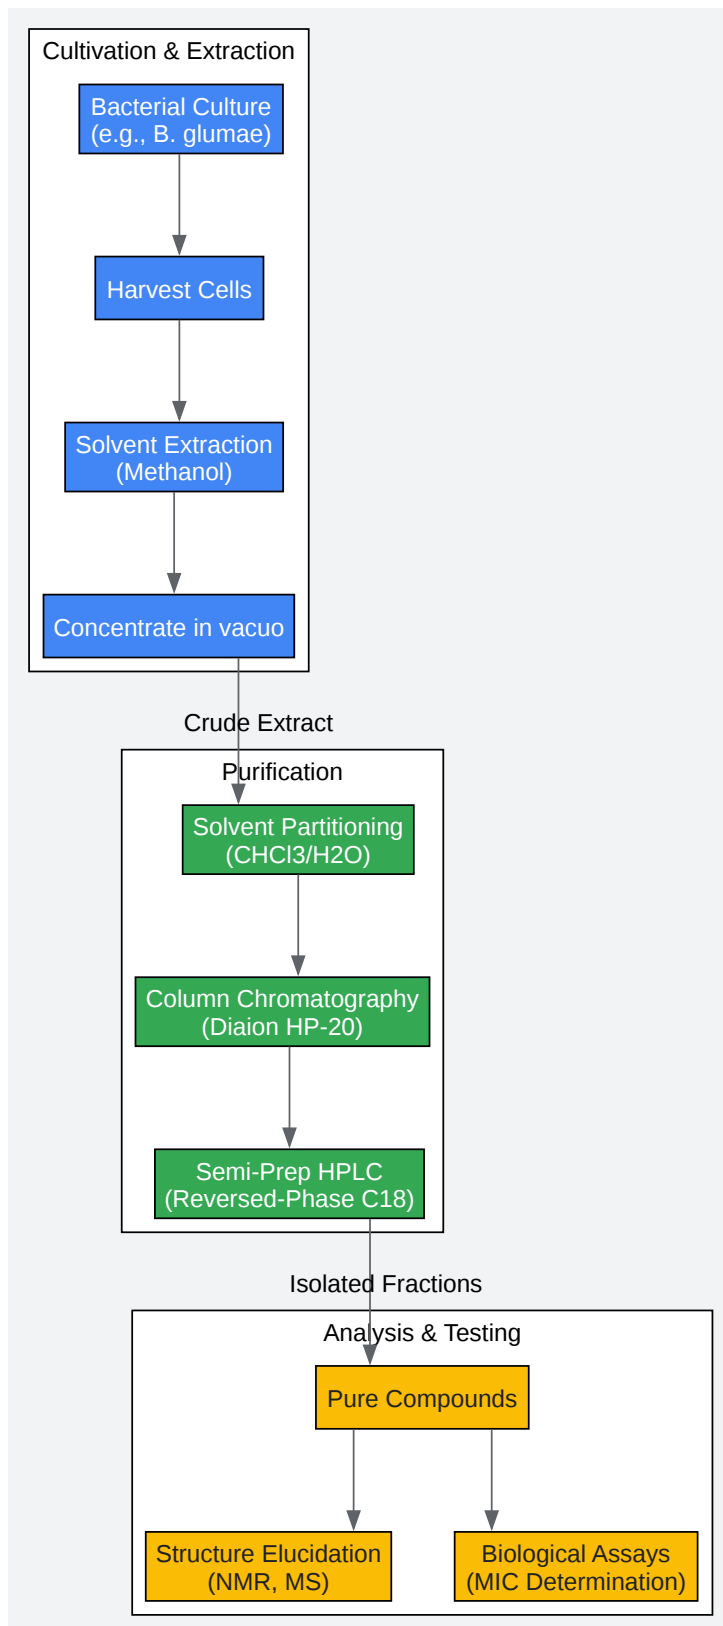 Cultivation & Extraction
Bacterial Culture
(e.g., B. glumae)
Harvest Cells
Solvent Extraction
(Methanol)
Concentrate in vacuo
Crude Extract
Purification
Solvent Partitioning
(CHCl3/H2O)
Column Chromatography
(Diaion HP-20)
Semi-Prep HPLC
(Reversed-Phase C18)
Isolated Fractions
Analysis & Testing
Pure Compounds
Structure Elucidation
(NMR, MS)
Biological Assays
(MIC Determination)